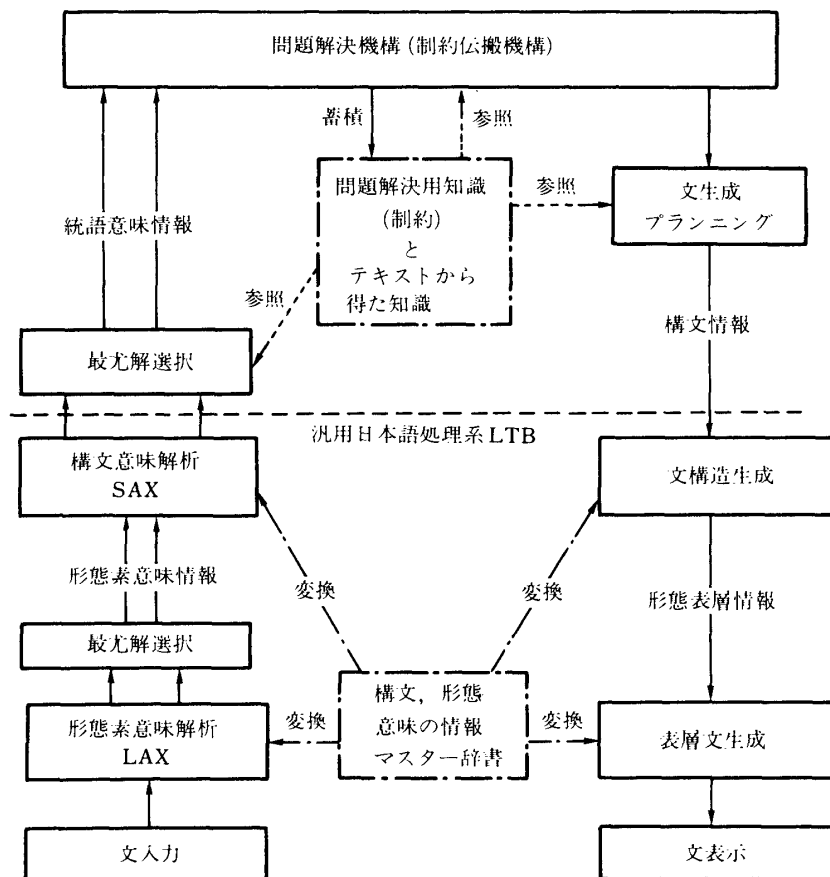 問題解決機構（制約伝搬機構）
蓄積
参照
問題解決用知識
（制約）
と
テキストから
得た知識
参照
文生成
プランニング
統語意味情報
参照
構文情報
最尤解選択
汎用日本語処理系LTB
構文意味解析
SAX
文構造生成
形態素意味情報
変換
変換
形態表層情報
最尤解選択
形態素意味解析
LAX
変換
構文，形態
意味の情報
マスター辞書
変換
表層文生成
文入力
文表示